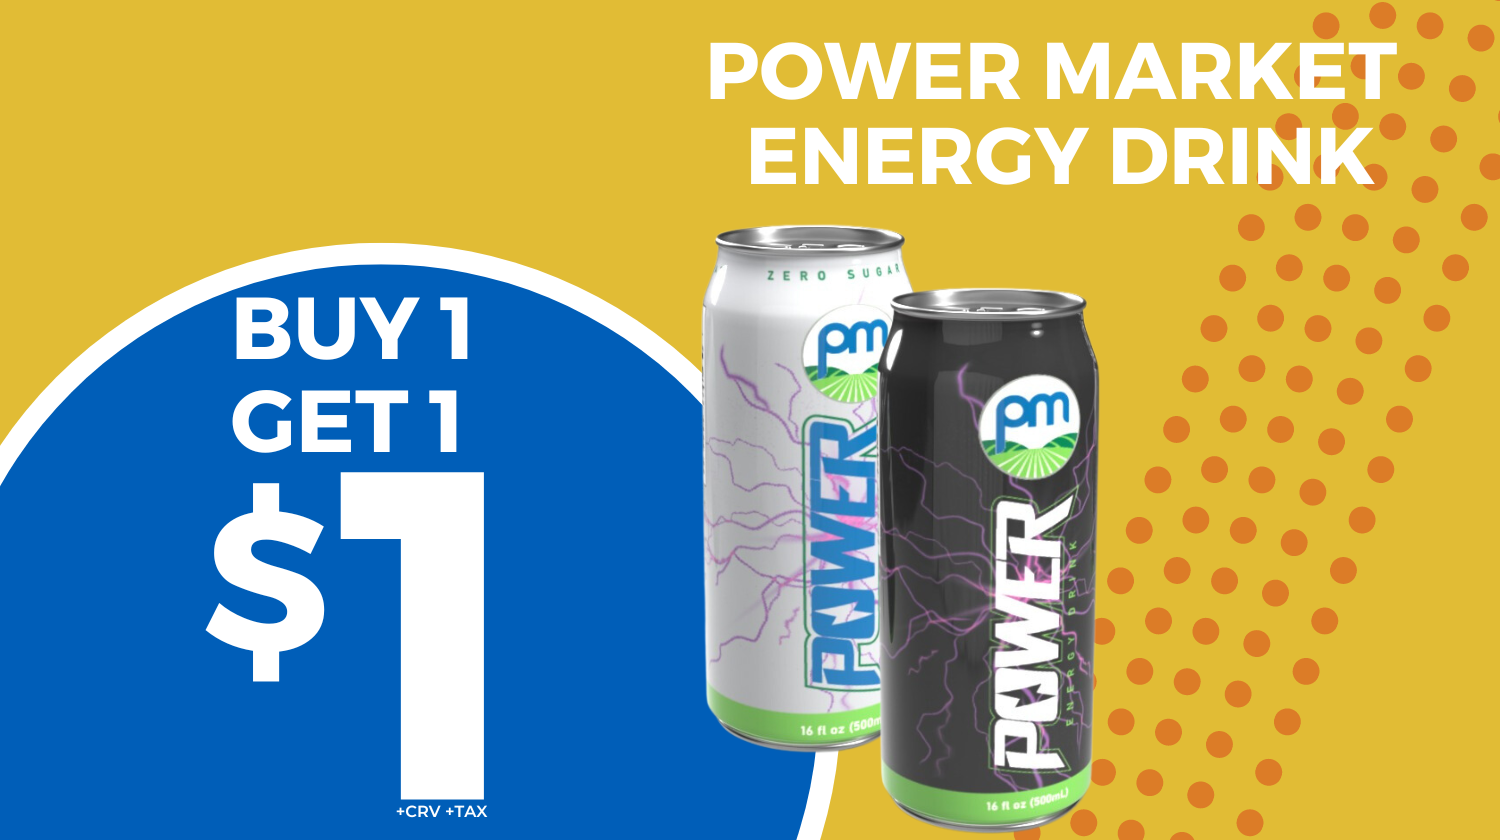 POWER MARKET
ENERGY DRINK
BUY 1
GET 1
$1
+CRV +TAX
ZERO SUGAR
pm
POWER
16 fl oz (500m
pm
POWER
ENERGY DRINK
16 fl oz (500mL)